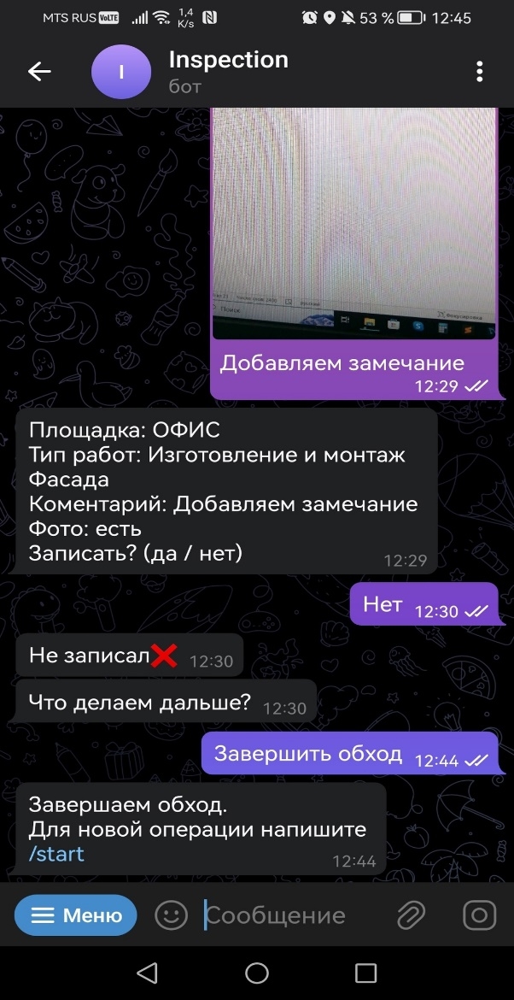 MTS RUS VoLTE 1,4 K/s 53 % 12:45
I Inspection
бот
Поиск
Фокусировка
Добавляем замечание
12:29
Площадка: ОФИС
Тип работ: Изготовление и монтаж
Фасада
Коментарий: Добавляем замечание
Фото: есть
Записать? (да / нет) 12:29
Нет 12:30
Не записал 12:30
Что делаем дальше? 12:30
Завершить обход 12:44
Завершаем обход.
Для новой операции напишите
/start 12:44
Меню Сообщение